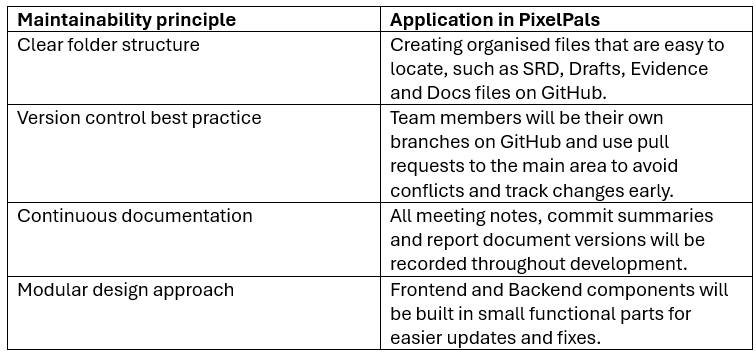 Maintainability principle
Application in PixelPals
Clear folder structure
Creating organised files that are easy to
locate, such as SRD, Drafts, Evidence
and Docs files on GitHub.
Version control best practice
Team members will be their own
branches on GitHub and use pull
requests to the main area to avoid
conflicts and track changes early.
Continuous documentation
All meeting notes, commit summaries
and report document versions will be
recorded throughout development.
Modular design approach
Frontend and Backend components will
be built in small functional parts for
easier updates and fixes.